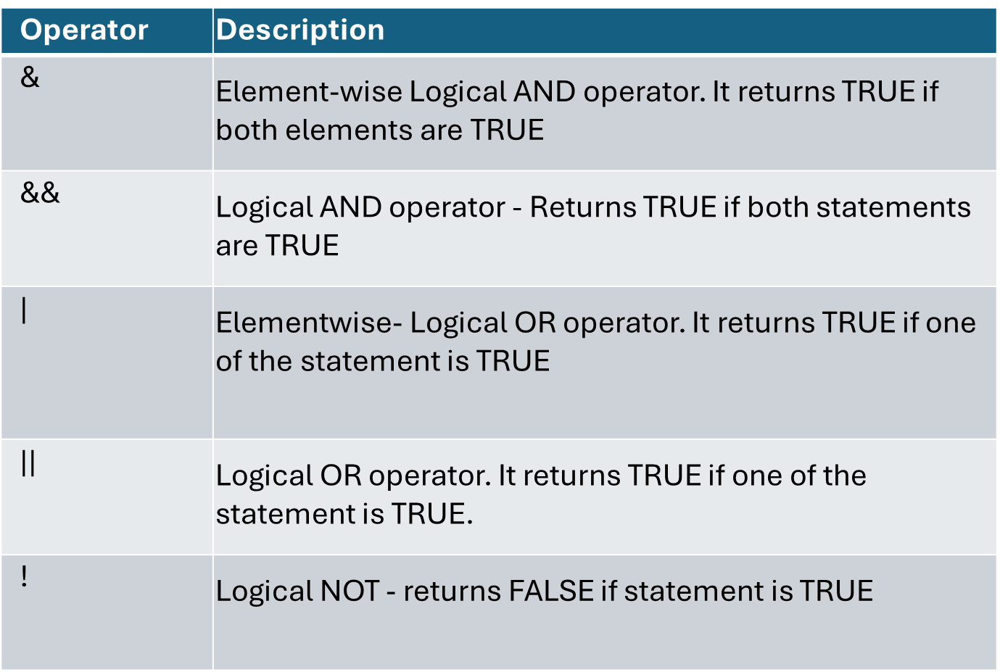 Operator Description
&
Element-wise Logical AND operator. It returns TRUE if
both elements are TRUE
&&
Logical AND operator - Returns TRUE if both statements
are TRUE
|
Elementwise- Logical OR operator. It returns TRUE if one
of the statement is TRUE
||
Logical OR operator. It returns TRUE if one of the
statement is TRUE.
!
Logical NOT - returns FALSE if statement is TRUE